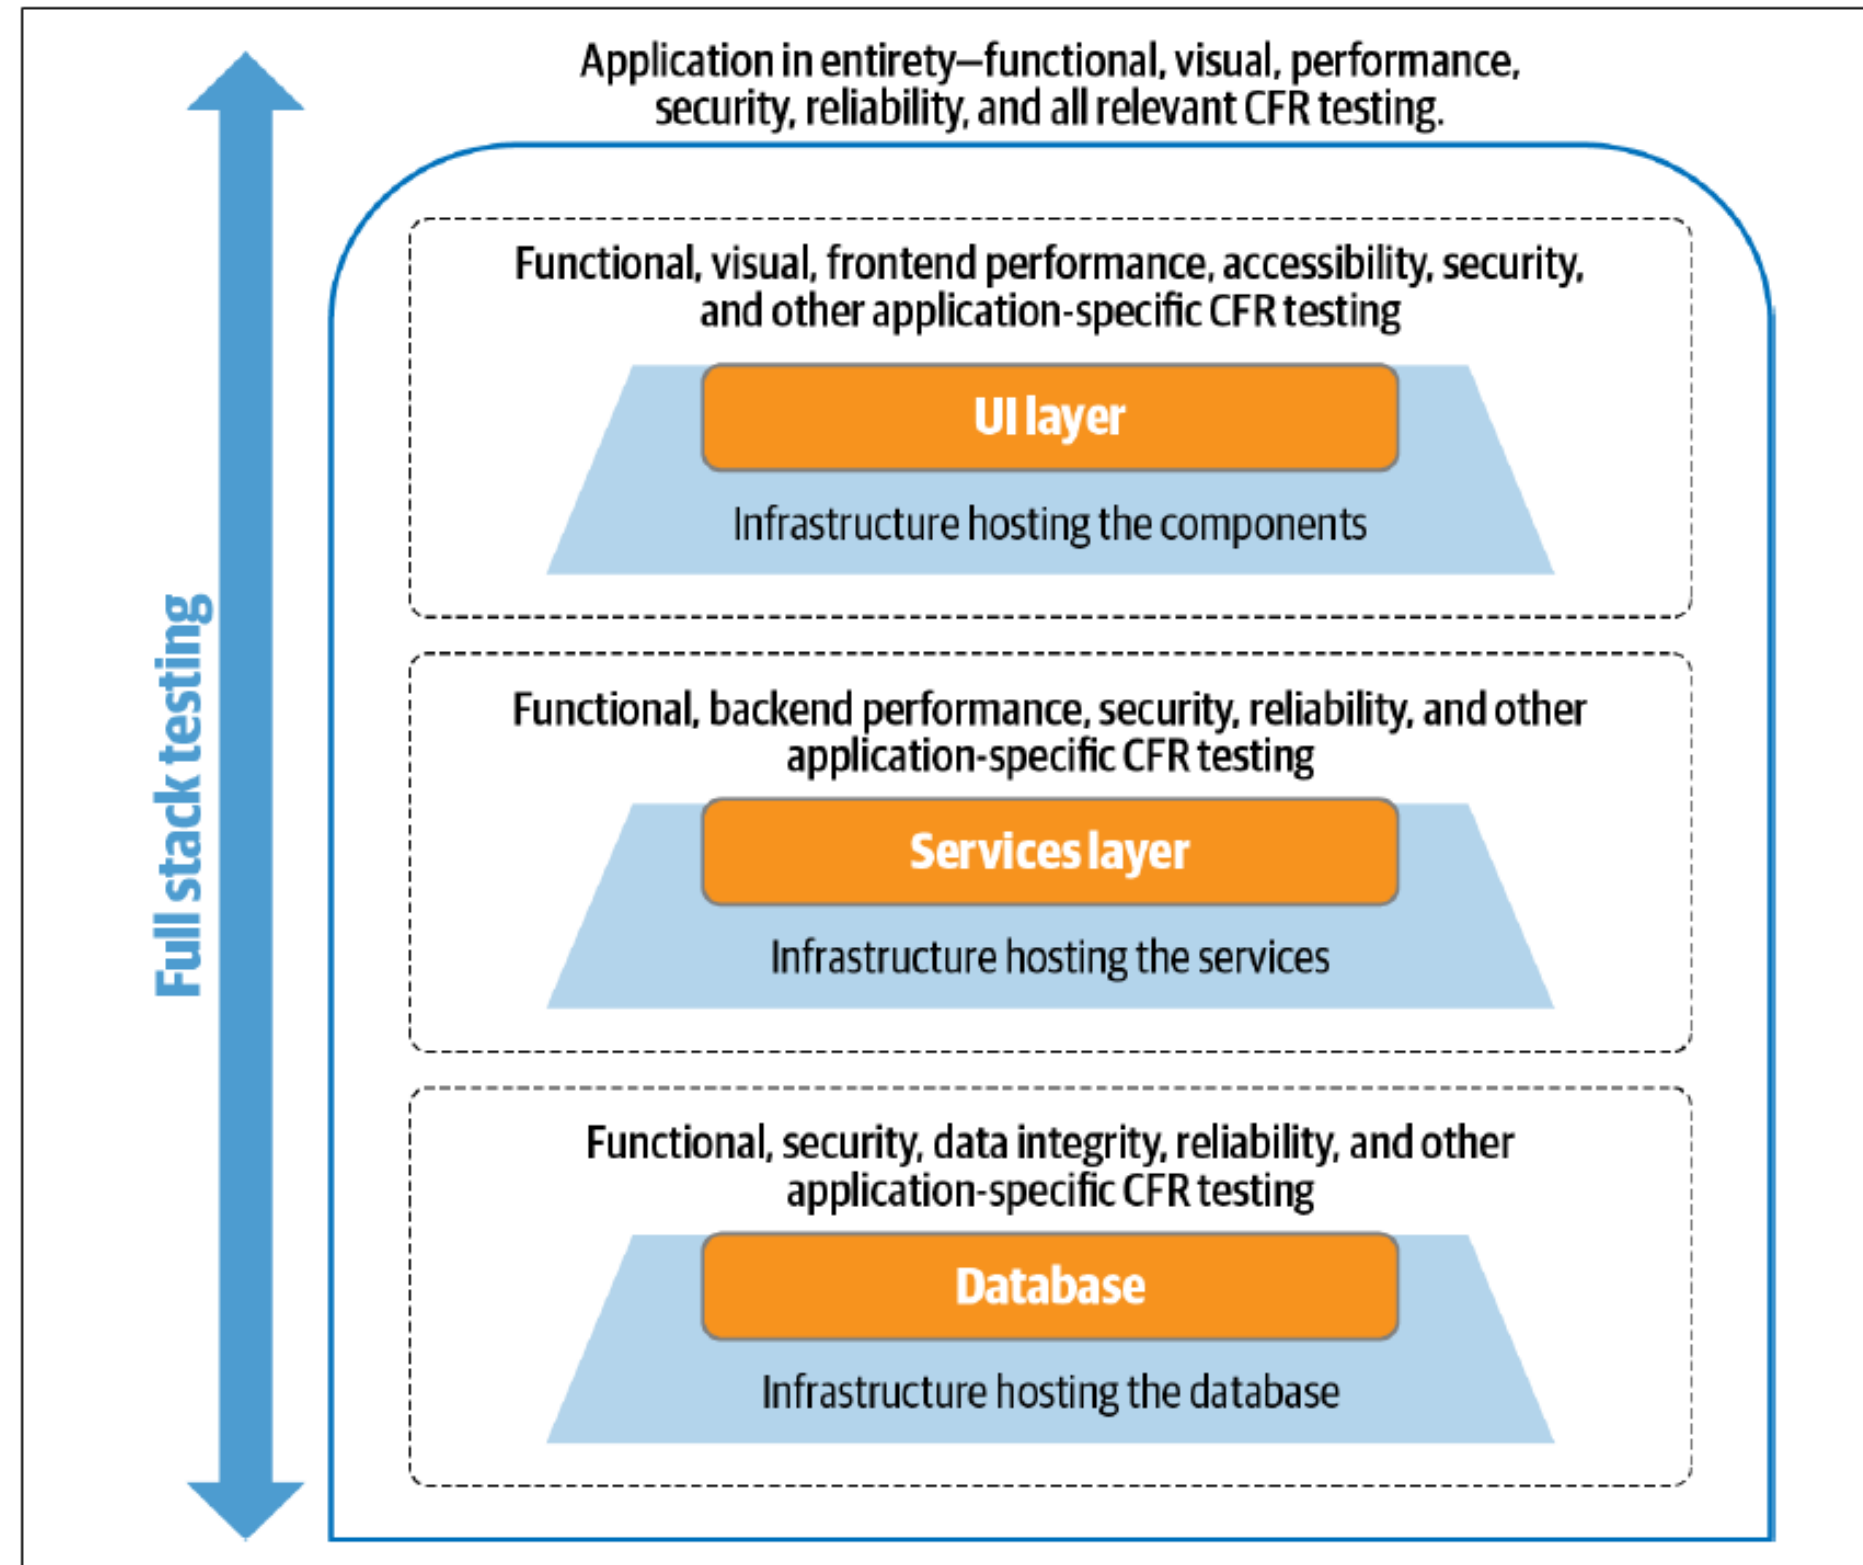 Application in entirety—functional, visual, performance,
security, reliability, and all relevant CFR testing.
Full stack testing
Functional, visual, frontend performance, accessibility, security,
and other application-specific CFR testing
UI layer
Infrastructure hosting the components
Functional, backend performance, security, reliability, and other
application-specific CFR testing
Services layer
Infrastructure hosting the services
Functional, security, data integrity, reliability, and other
application-specific CFR testing
Database
Infrastructure hosting the database